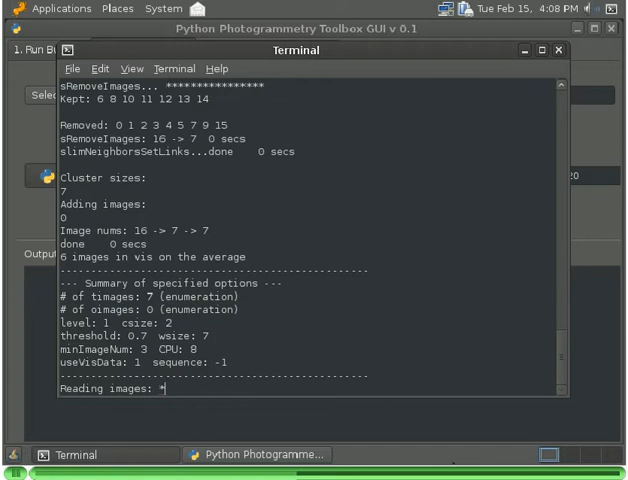 Applications Places System
Tue Feb 15, 4:08 PM
Python Photogrammetry Toolbox GUI v 0.1
1. Run Bu
Terminal
File Edit View Terminal Help
Selec
sRemoveImages... ****************
Kept: 6 8 10 11 12 13 14
Removed: 0 1 2 3 4 5 7 9 15
sRemoveImages: 16 -> 7 0 secs
slimNeighborsSetLinks...done 0 secs
Cluster sizes:
7
20
Adding images:
0
Image nums: 16 -> 7 -> 7
done 0 secs
Output
6 images in vis on the average
--------------------------------------------------
--- Summary of specified options ---
# of timages: 7 (enumeration)
# of oimages: 0 (enumeration)
level: 1 csize: 2
threshold: 0.7 wsize: 7
minImageNum: 3 CPU: 8
useVisData: 1 sequence: -1
--------------------------------------------------
Reading images: *
Terminal
Python Photogramme...